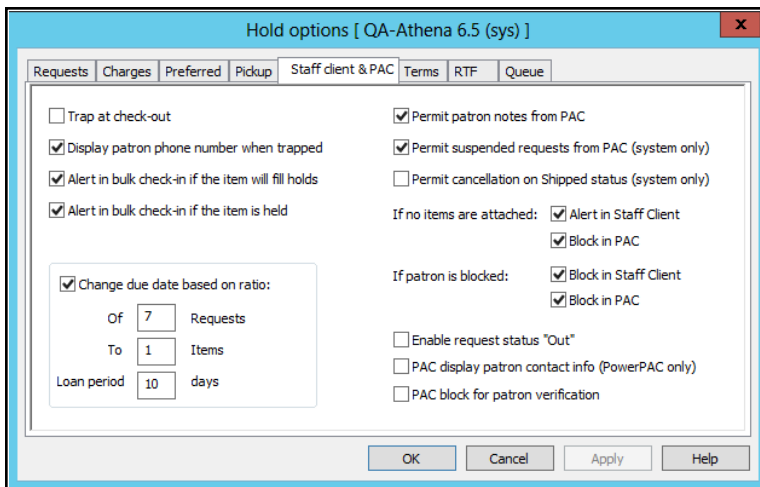 Hold options [ QA-Athena 6.5 (sys) ]
x
Requests Charges Preferred Pickup Staff client & PAC Terms RTF Queue
Trap at check-out
Display patron phone number when trapped
Alert in bulk check-in if the item will fill holds
Alert in bulk check-in if the item is held
Change due date based on ratio:
Of 7 Requests
To 1 Items
Loan period 10 days
Permit patron notes from PAC
Permit suspended requests from PAC (system only)
Permit cancellation on Shipped status (system only)
If no items are attached: Alert in Staff Client
Block in PAC
If patron is blocked: Block in Staff Client
Block in PAC
Enable request status "Out"
PAC display patron contact info (PowerPAC only)
PAC block for patron verification
OK Cancel Apply Help